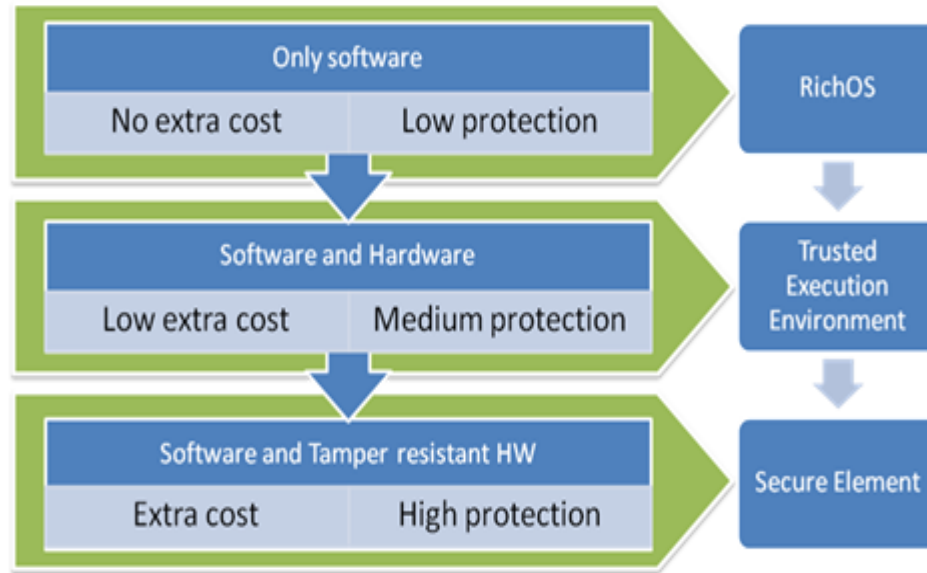 Only software
No extra cost
Low protection
RichOS
Software and Hardware
Low extra cost
Medium protection
Trusted
Execution
Environment
Software and Tamper resistant HW
Extra cost
High protection
Secure Element